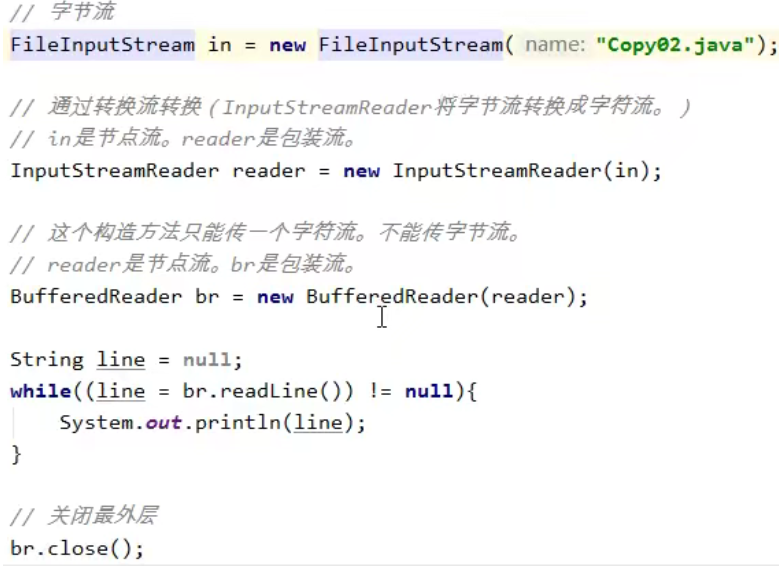 // 字节流
FileInputStream in = new FileInputStream( name: "Copy02.java");
// 通过转换流转换（InputStreamReader将字节流转换成字符流。）
// in是节点流。reader是包装流。
InputStreamReader reader = new InputStreamReader(in);
// 这个构造方法只能传一个字符流。不能传字节流。
// reader是节点流。br是包装流。
BufferedReader br = new BufferedReader(reader);
String line = null;
while((line = br.readLine()) != null){
System.out.println(line);
}
// 关闭最外层
br.close();